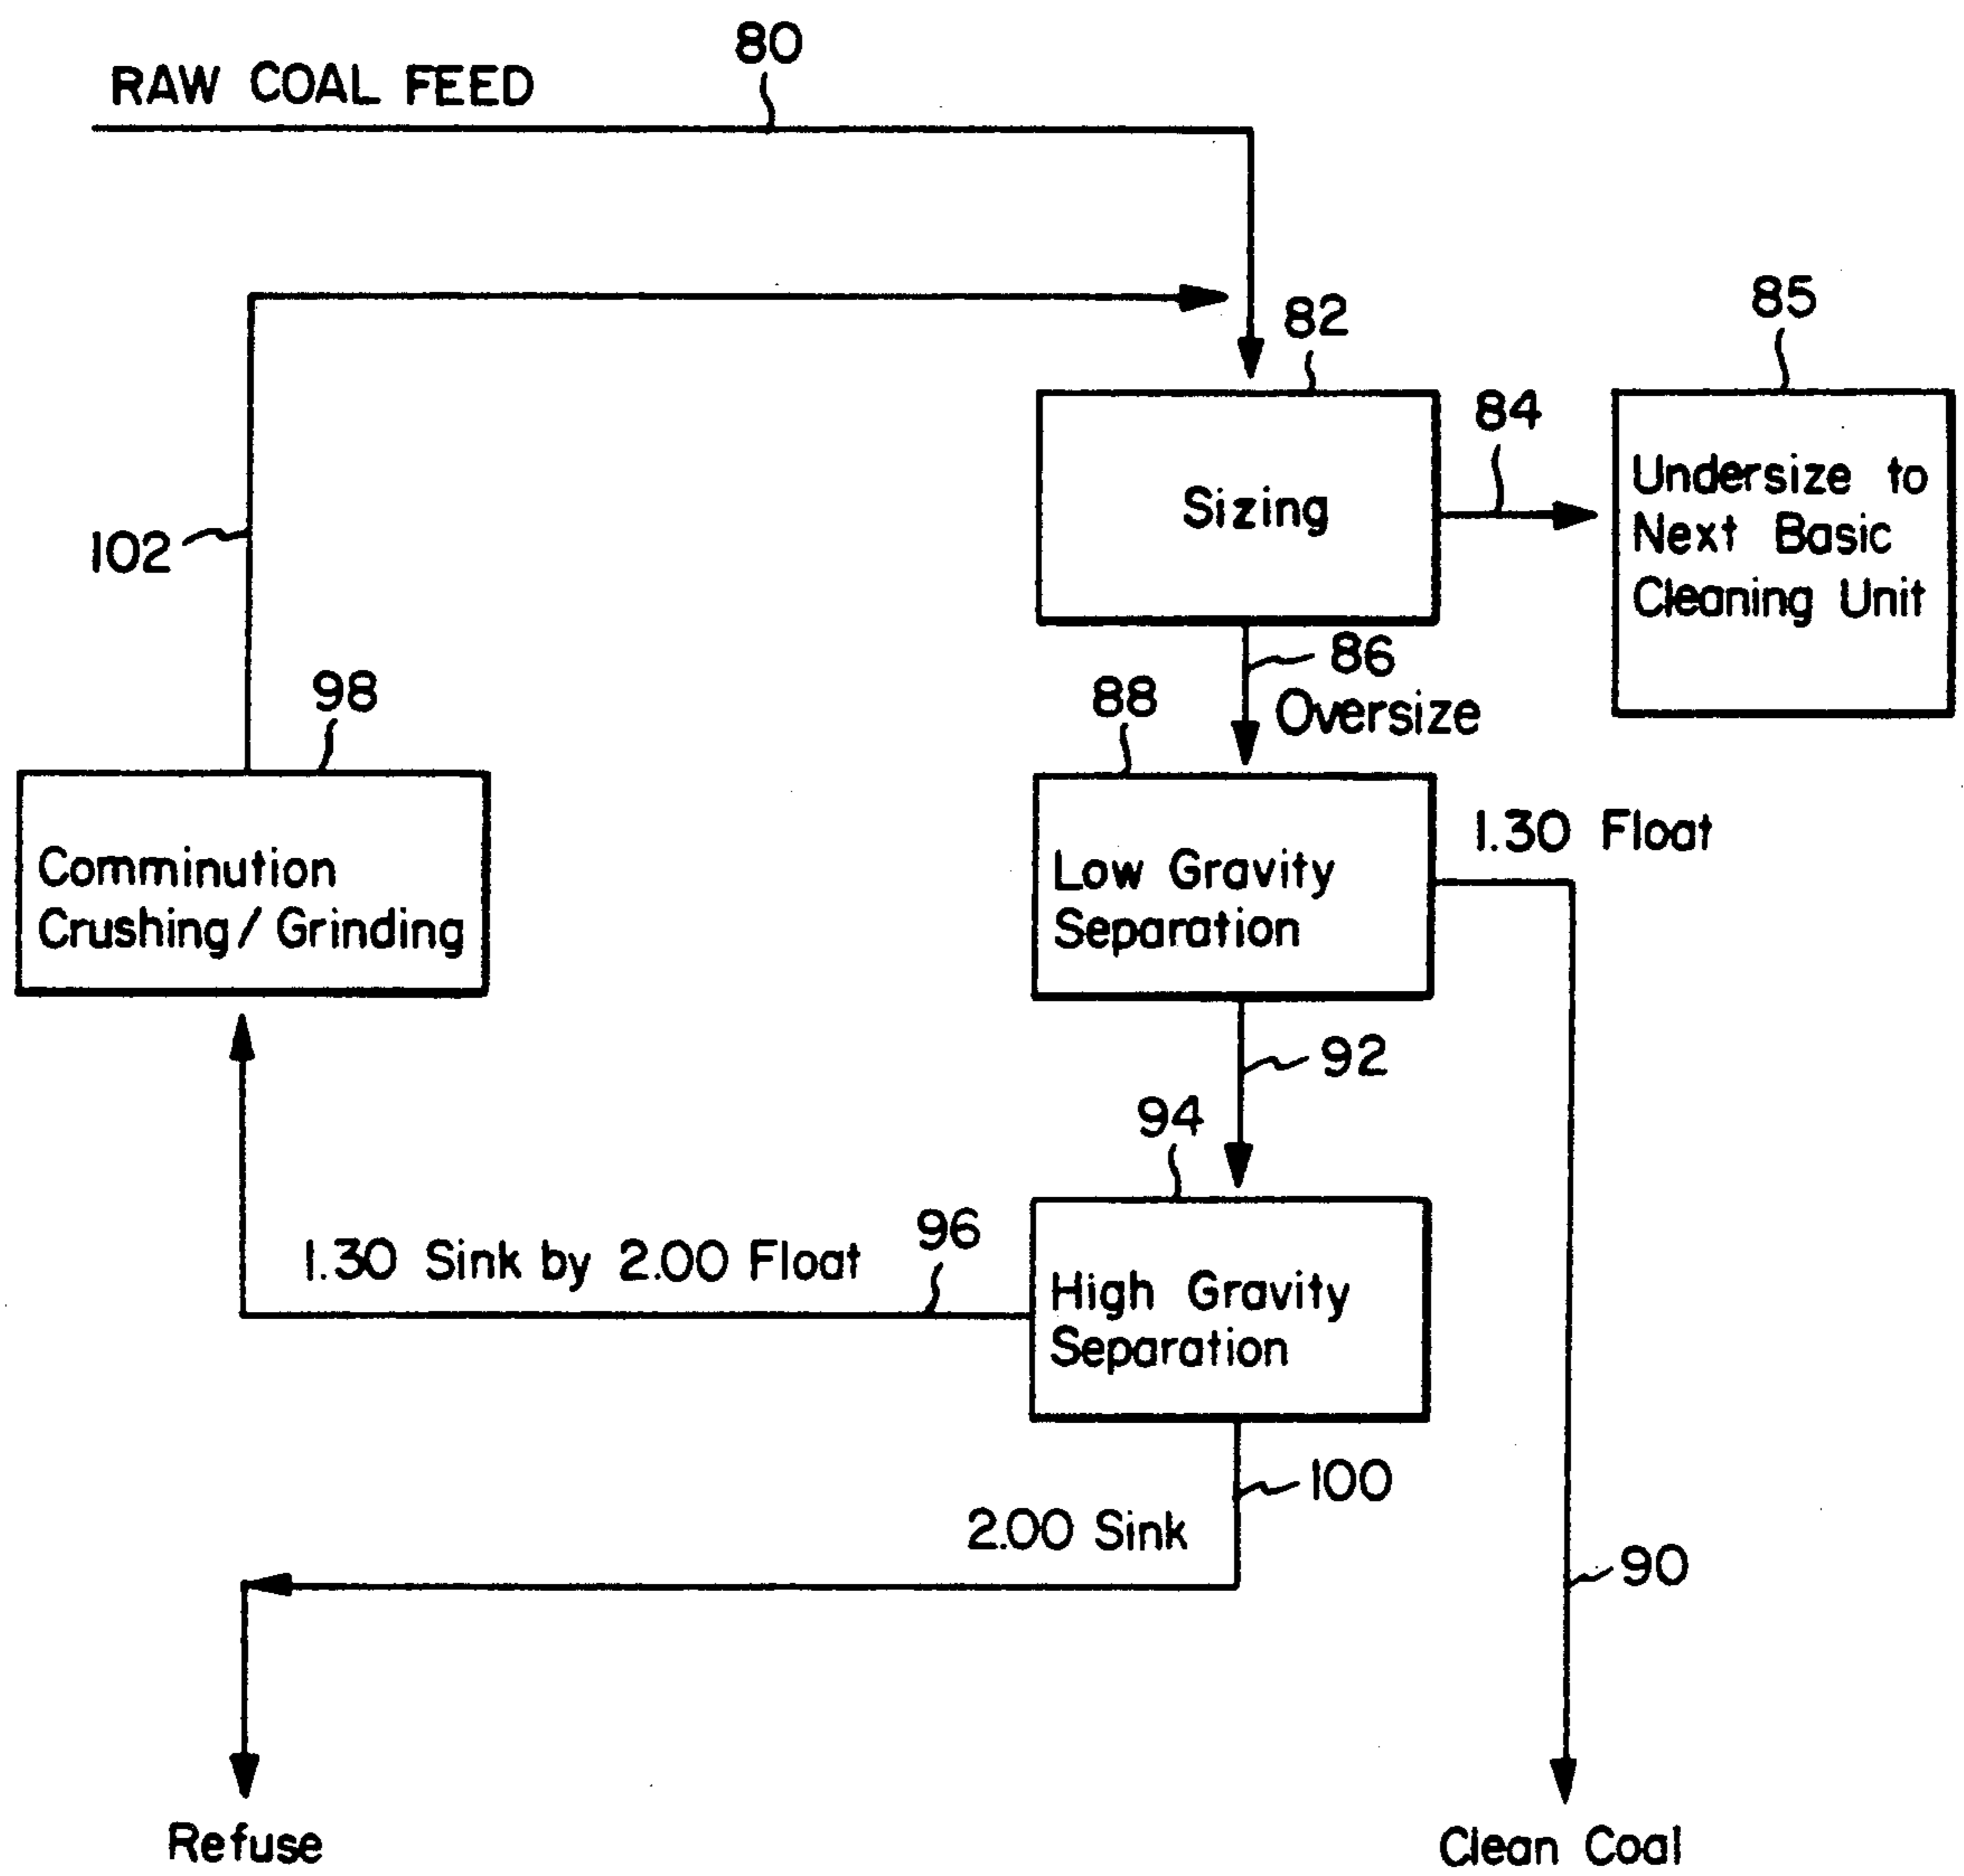 80
RAW COAL FEED
85
82
84
Undersize to
Next Basic
Cleaning Unit
Sizing
102
86
Oversize
98
88
1.30 Float
Comminution
Crushing/Grinding
Low Gravity
Separation
92
94
96
1.30 Sink by 2.00 Float
High Gravity
Separation
100
2.00 Sink
90
Refuse
Clean Coal